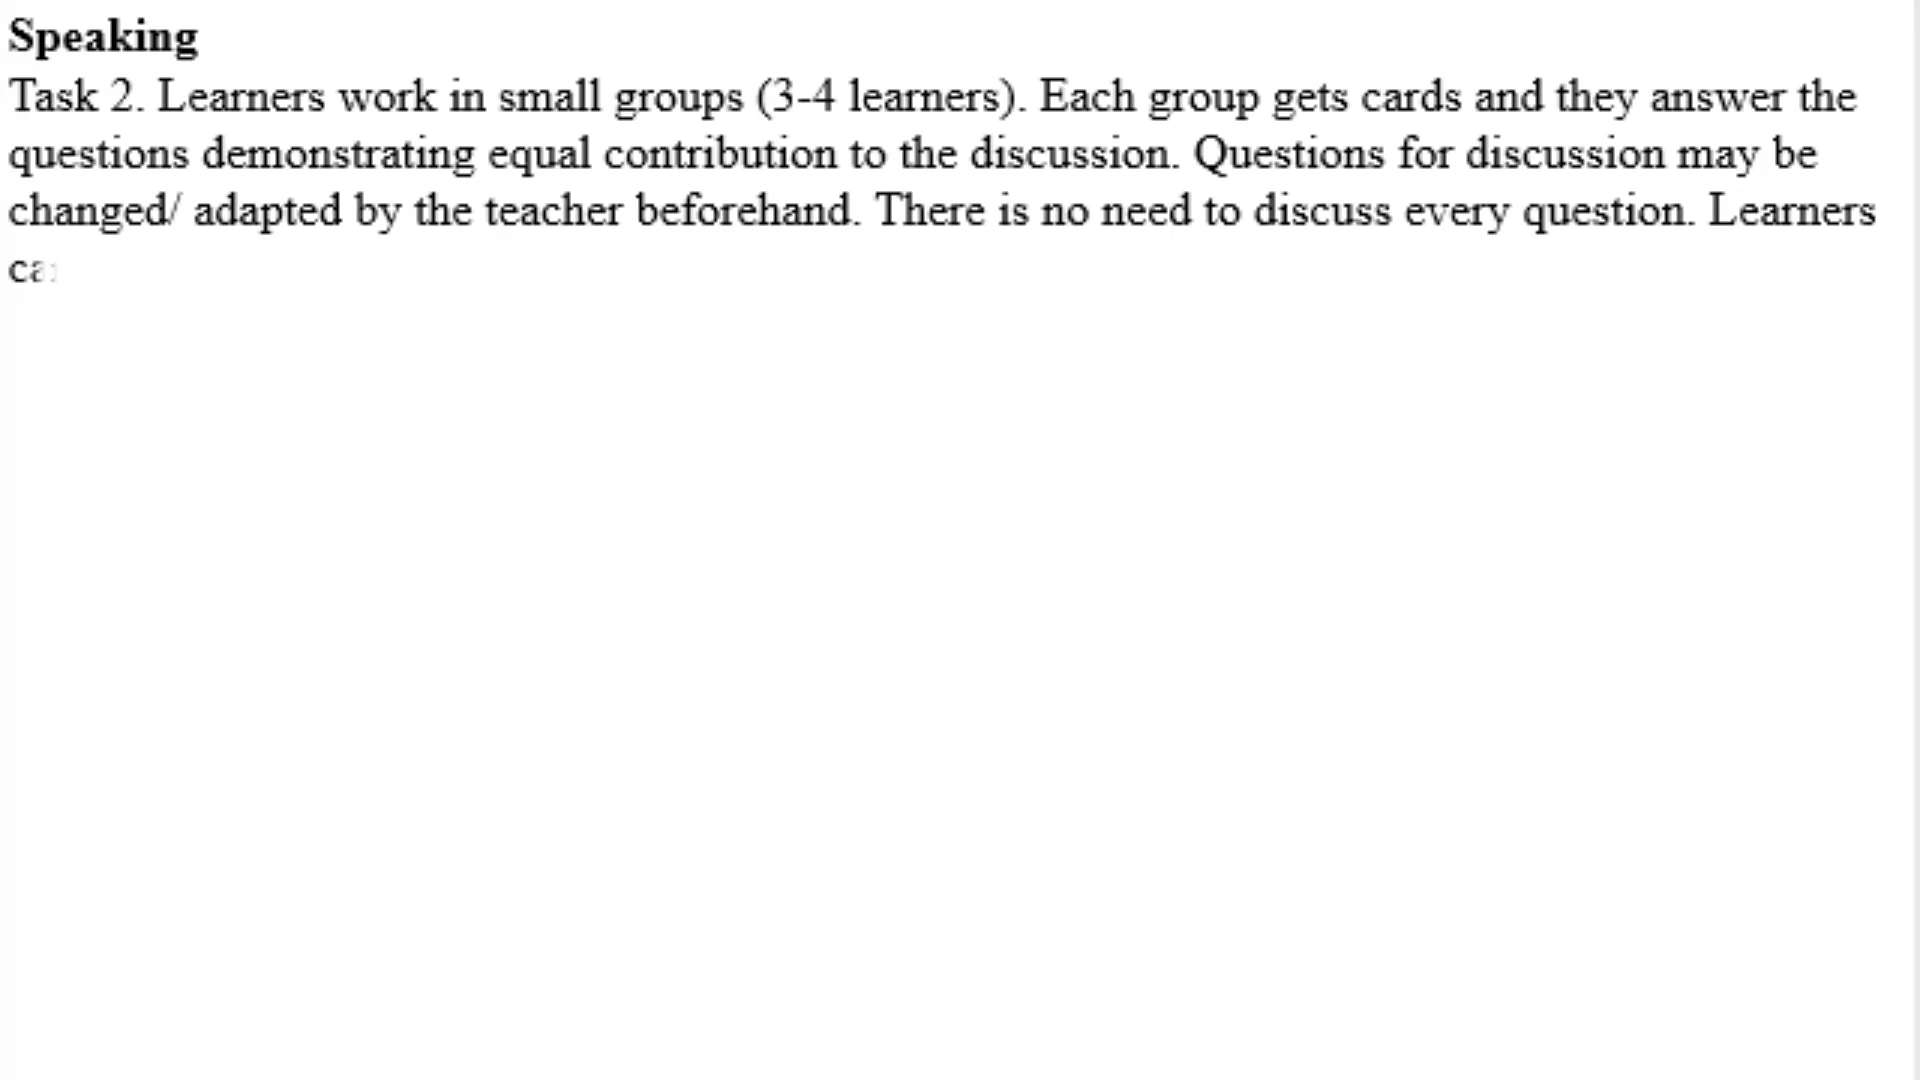 Speaking
Task 2. Learners work in small groups (3-4 learners). Each group gets cards and they answer the
questions demonstrating equal contribution to the discussion. Questions for discussion may be
changed/ adapted by the teacher beforehand. There is no need to discuss every question. Learners